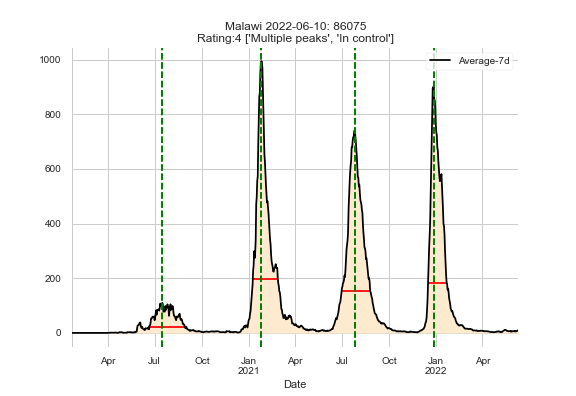 Malawi 2022-06-10: 86075
Rating:4 ['Multiple peaks', 'In control']
Average-7d
1000
800
600
400
200
0
Apr Jul Oct Jan Apr Jul Oct Jan Apr
2021 2022
Date